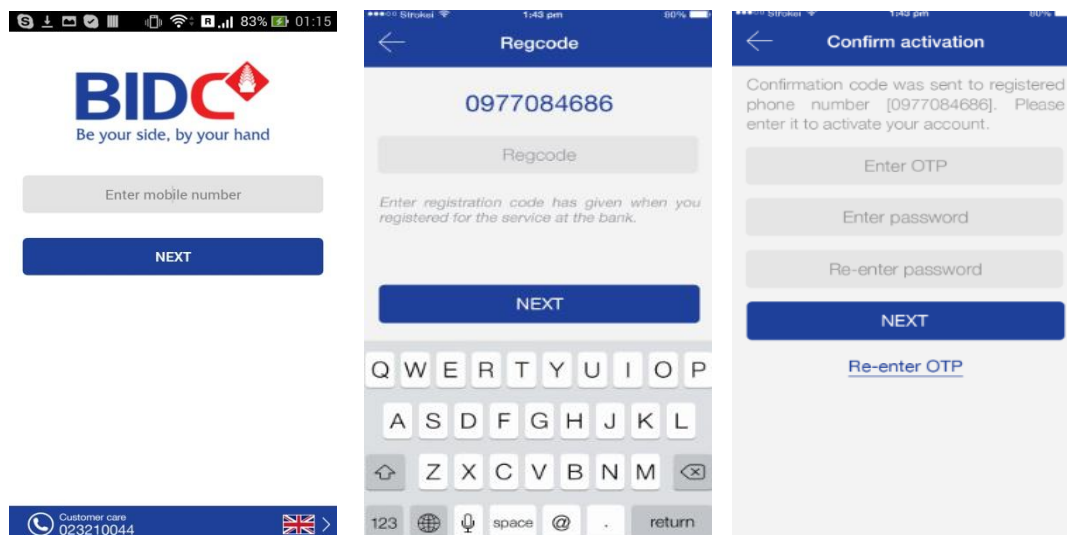 83% 01:15
BIDC
Be your side, by your hand
Enter mobile number
NEXT
Customer care
023210044
Strokei 1:43 pm 80%
Regcode
0977084686
Regcode
Enter registration code has given when you
registered for the service at the bank.
NEXT
Q W E R T Y U I O P
A S D F G H J K L
Z X C V B N M
123 space @ . return
Strokei 1:43 pm 80%
Confirm activation
Confirmation code was sent to registered
phone number [0977084686]. Please
enter it to activate your account.
Enter OTP
Enter password
Re-enter password
NEXT
Re-enter OTP